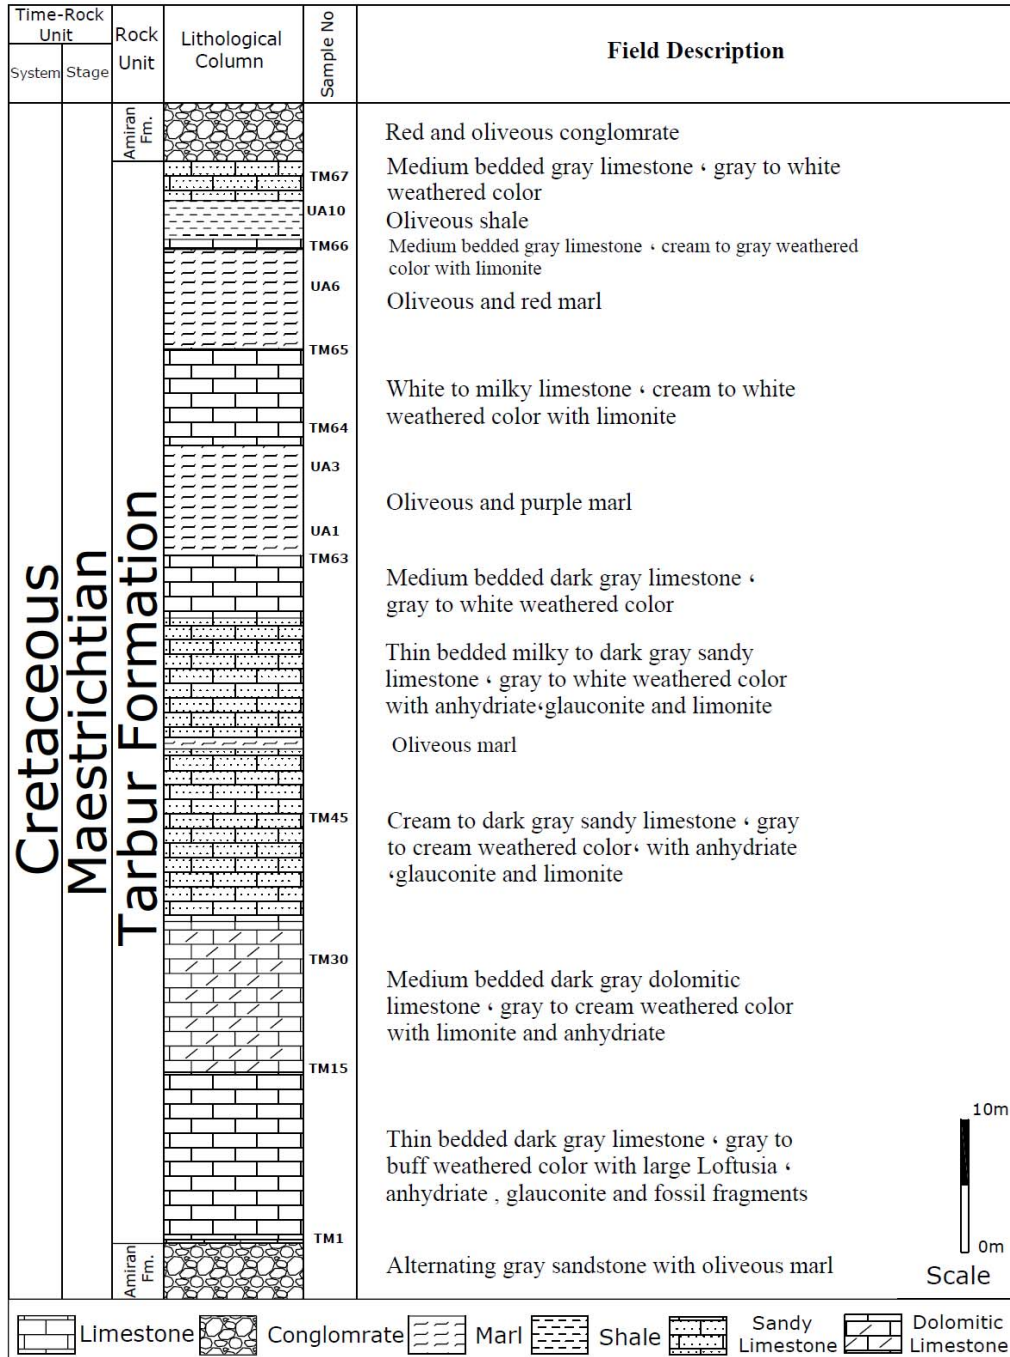 Time-Rock
Unit
System
Stage
Rock
Unit
Lithological
Column
Sample No
Field Description
Cretaceous
Maestrichtian
Amiran
Fm.
Tarbur Formation
Amiran
Fm.
TM67
UA10
TM66
UA6
TM65
TM64
UA3
UA1
TM63
TM45
TM30
TM15
TM1
Red and oliveous conglomrate
Medium bedded gray limestone ، gray to white
weathered color
Oliveous shale
Medium bedded gray limestone ، cream to gray weathered
color with limonite
Oliveous and red marl
White to milky limestone ، cream to white
weathered color with limonite
Oliveous and purple marl
Medium bedded dark gray limestone ،
gray to white weathered color
Thin bedded milky to dark gray sandy
limestone ، gray to white weathered color
with anhydriate،glauconite and limonite
Oliveous marl
Cream to dark gray sandy limestone ، gray
to cream weathered color، with anhydriate
،glauconite and limonite
Medium bedded dark gray dolomitic
limestone ، gray to cream weathered color
with limonite and anhydriate
Thin bedded dark gray limestone ، gray to
buff weathered color with large Loftusia ،
anhydriate , glauconite and fossil fragments
Alternating gray sandstone with oliveous marl
10m
0m
Scale
Limestone
Conglomrate
Marl
Shale
Sandy
Limestone
Dolomitic
Limestone